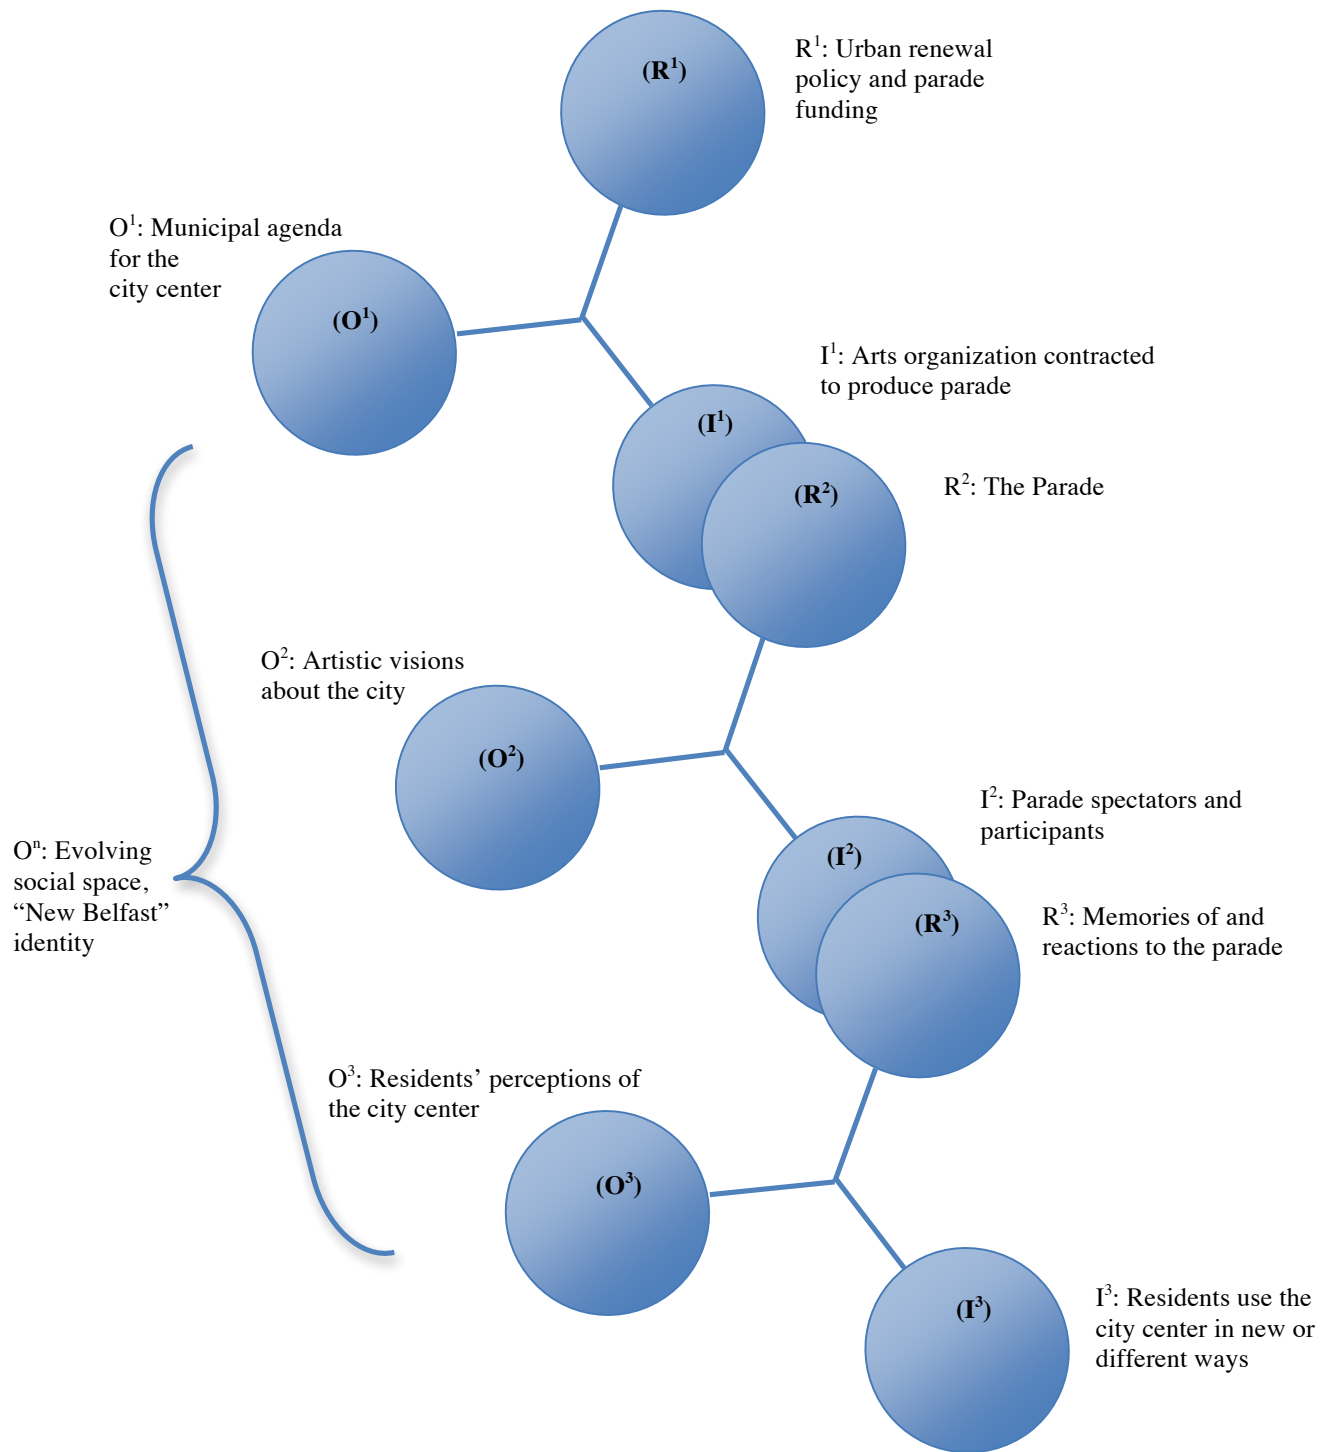 (R¹)
R¹: Urban renewal
policy and parade
funding
O¹: Municipal agenda
for the
city center
(O¹)
I¹: Arts organization contracted
to produce parade
(I¹)
(R²)
R²: The Parade
O²: Artistic visions
about the city
(O²)
I²: Parade spectators and
participants
(I²)
(R³)
R³: Memories of and
reactions to the parade
Oⁿ: Evolving
social space,
“New Belfast”
identity
O³: Residents’ perceptions of
the city center
(O³)
(I³)
I³: Residents use the
city center in new or
different ways